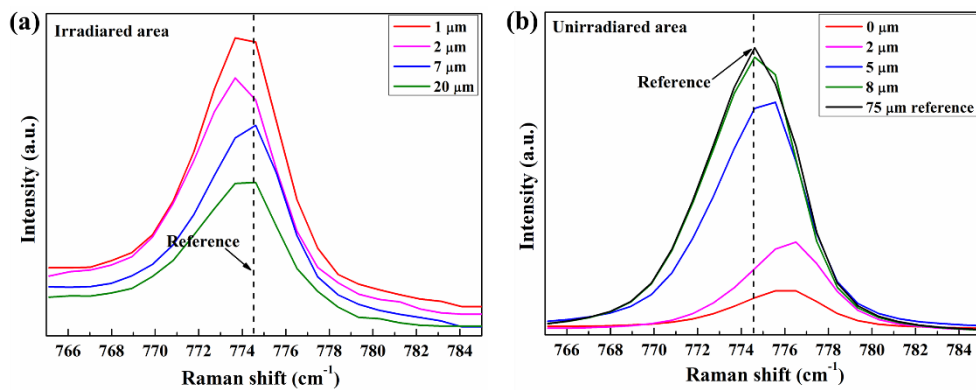 (a)
Irradiared area
1 μm
2 μm
7 μm
20 μm
Reference
Intensity (a.u.)
766 768 770 772 774 776 778 780 782 784
Raman shift (cm⁻¹)
(b)
Unirradiared area
0 μm
2 μm
5 μm
8 μm
75 μm reference
Reference
Intensity (a.u.)
766 768 770 772 774 776 778 780 782 784
Raman shift (cm⁻¹)